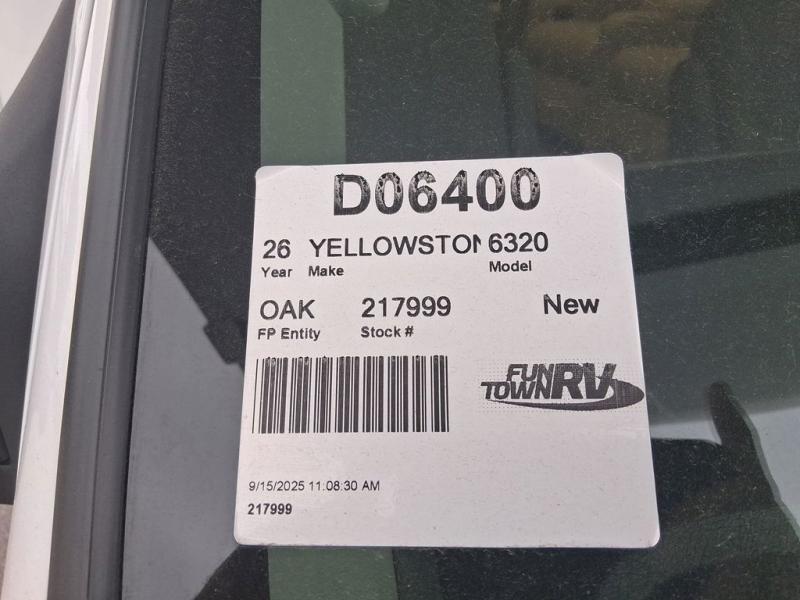 D06400
26 YELLOWSTON 6320
Year Make Model
OAK 217999 New
FP Entity Stock #
FUN TOWN RV
9/15/2025 11:08:30 AM
217999